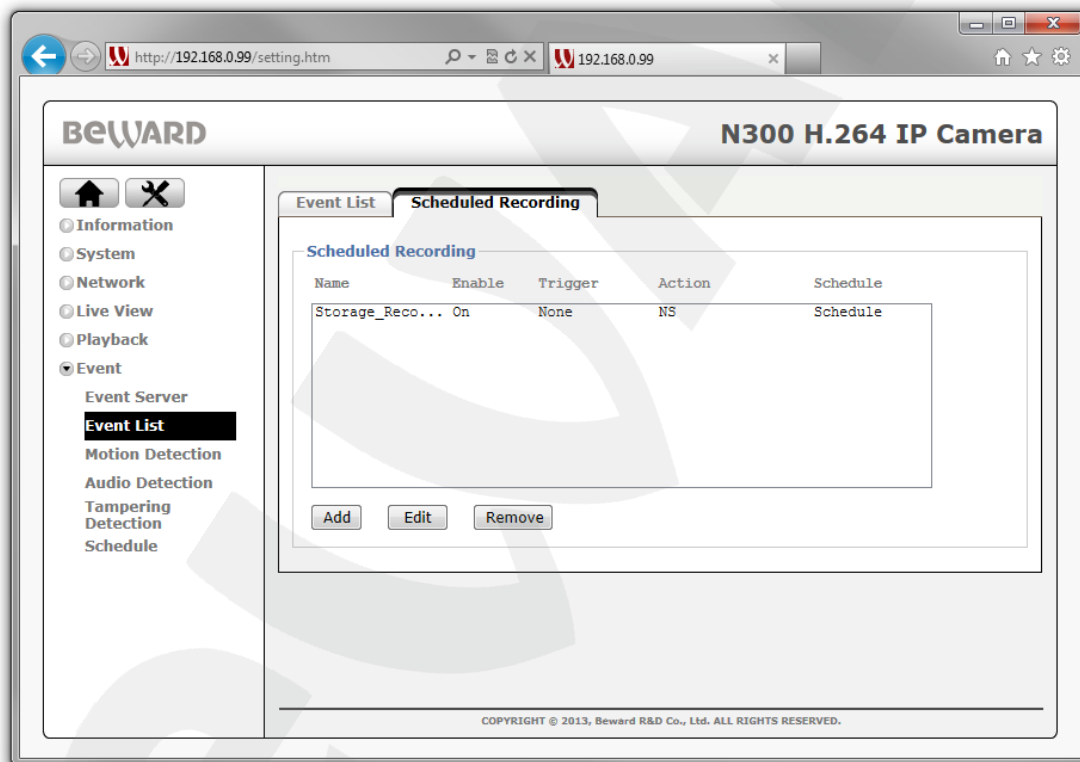 http://192.168.0.99/setting.htm
192.168.0.99
BEWARD
N300 H.264 IP Camera
Information
System
Network
Live View
Playback
Event
Event Server
Event List
Motion Detection
Audio Detection
Tampering
Detection
Schedule
Event List Scheduled Recording
Scheduled Recording
Name Enable Trigger Action Schedule
Storage_Reco... On None NS Schedule
Add Edit Remove
COPYRIGHT © 2013, Beward R&D Co., Ltd. ALL RIGHTS RESERVED.